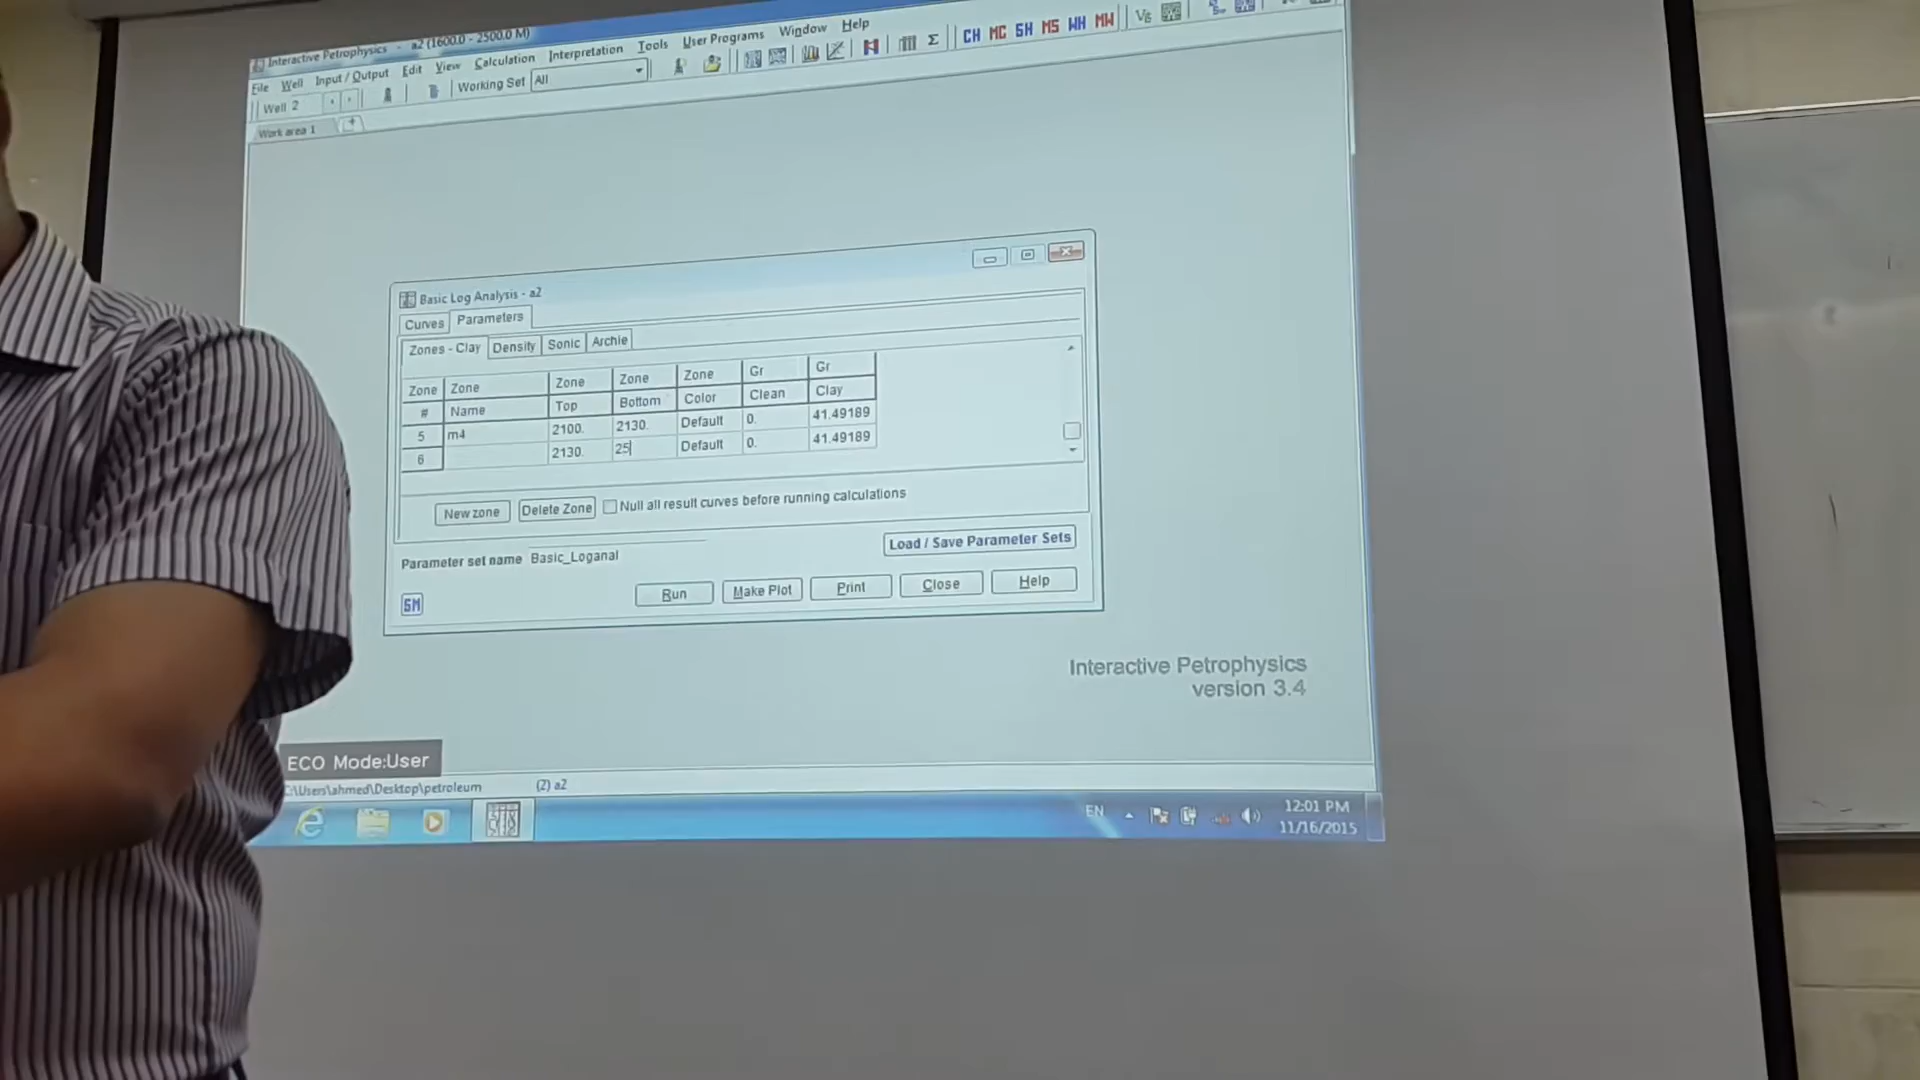 Interactive Petrophysics - a2 (1600.0 - 2500.0 M)
File Well Input / Output Edit View Calculation Interpretation Tools User Programs Window Help
Well 2 Working Set All Σ CH MC SH MS WH MW
Work area 1
Basic Log Analysis - a2
Curves Parameters
Zones - Clay Density Sonic Archie
Zone Zone Zone Zone Zone Gr Gr
# Name Top Bottom Color Clean Clay
5 m4 2100. 2130. Default 0. 41.49189
6 2130. 25 Default 0. 41.49189
New zone Delete Zone Null all result curves before running calculations
Load / Save Parameter Sets
Parameter set name Basic_Loganal
Run Make Plot Print Close Help
SM
Interactive Petrophysics
version 3.4
ECO Mode:User
C:\Users\ahmed\Desktop\petroleum (2) a2
EN 12:01 PM
11/16/2015